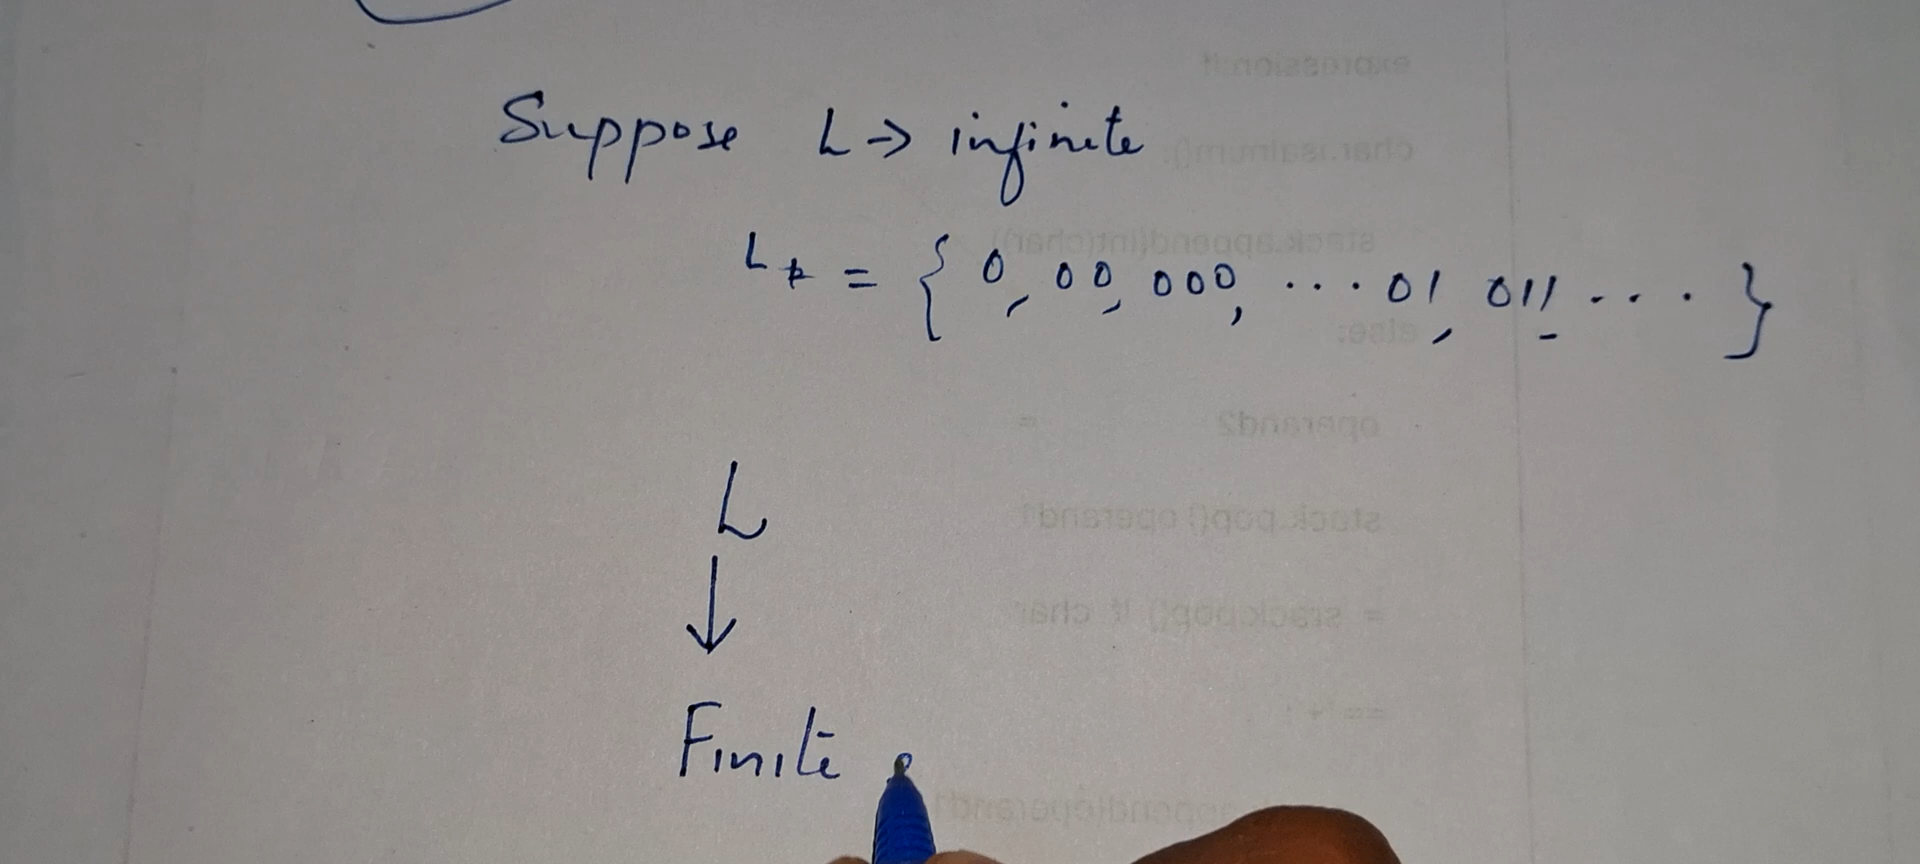 Suppose L → infinite
L* = { 0, 00, 000, ... 01, 011 ... }
L
↓
Finite